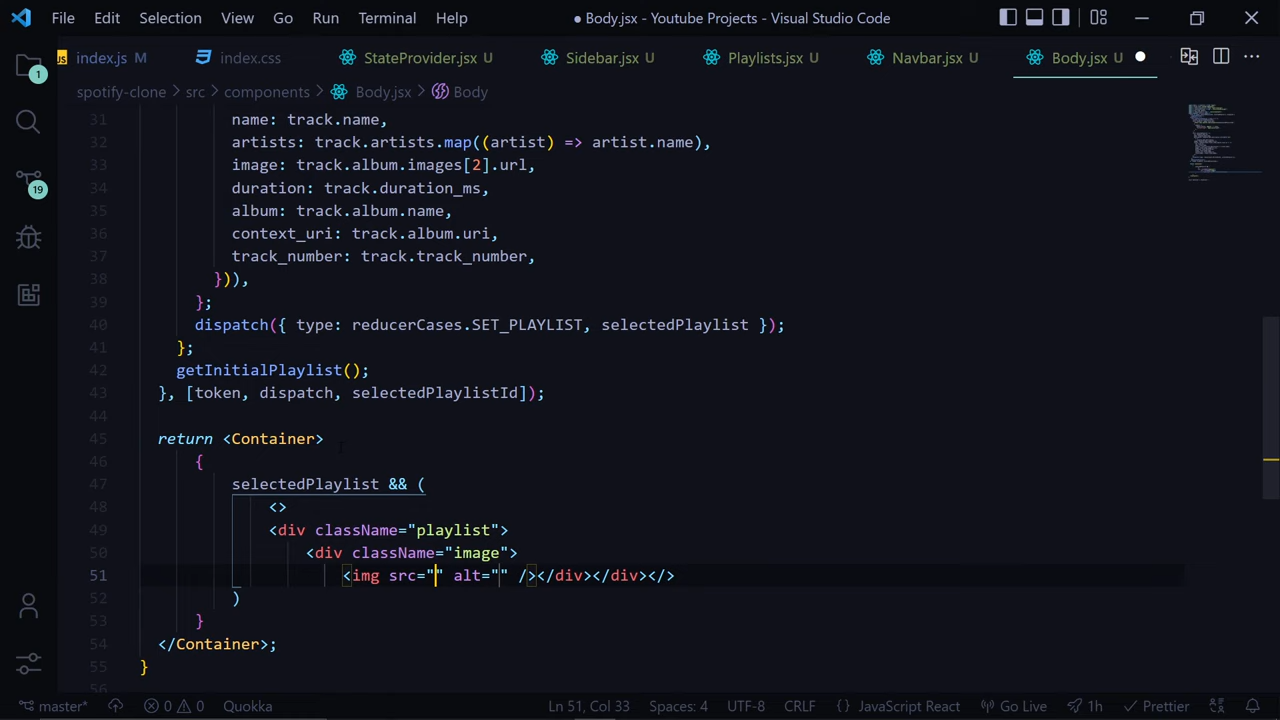 File Edit Selection View Go Run Terminal Help ● Body.jsx - Youtube Projects - Visual Studio Code
1 JS index.js M index.css StateProvider.jsx U Sidebar.jsx U Playlists.jsx U Navbar.jsx U Body.jsx U ● ···
spotify-clone > src > components > Body.jsx > Body
31 name: track.name,
32 artists: track.artists.map((artist) => artist.name),
33 image: track.album.images[2].url,
34 duration: track.duration_ms,
35 album: track.album.name,
36 context_uri: track.album.uri,
37 track_number: track.track_number,
38 })),
39 };
40 dispatch({ type: reducerCases.SET_PLAYLIST, selectedPlaylist });
41 };
42 getInitialPlaylist();
43 }, [token, dispatch, selectedPlaylistId]);
44
45 return <Container>
46 {
47 selectedPlaylist && (
48 <>
49 <div className="playlist">
50 <div className="image">
51 <img src="" alt="" /></div></div></>
52 )
53 }
54 </Container>;
55 }
56
19
master* 0 0 Quokka Ln 51, Col 33 Spaces: 4 UTF-8 CRLF {} JavaScript React Go Live 1h Prettier